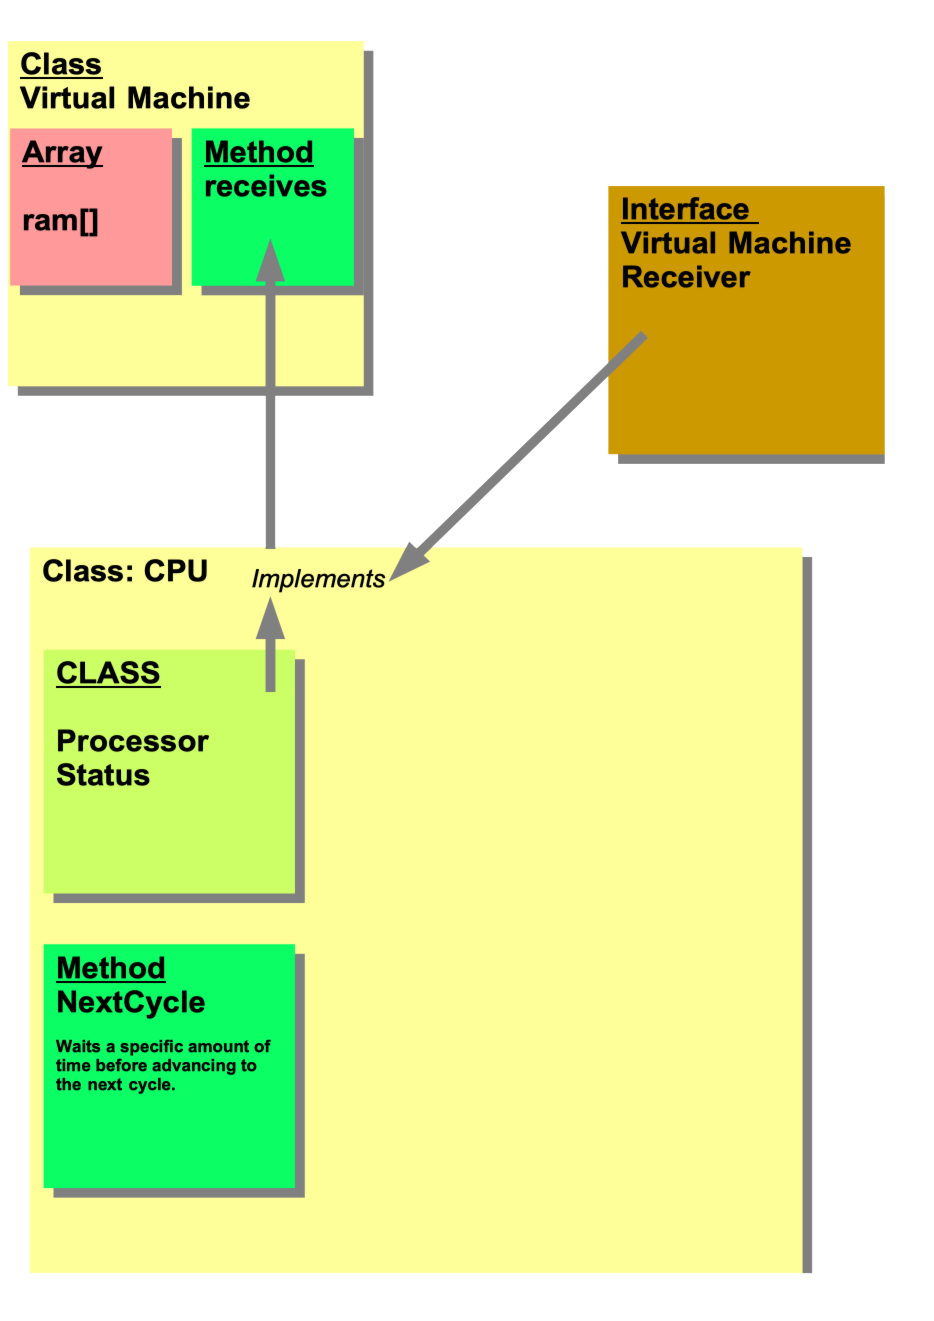 Class
Virtual Machine
Array
ram[]
Method
receives
Interface
Virtual Machine
Receiver
Class: CPU
Implements
CLASS
Processor
Status
Method
NextCycle
Waits a specific amount of
time before advancing to
the next cycle.